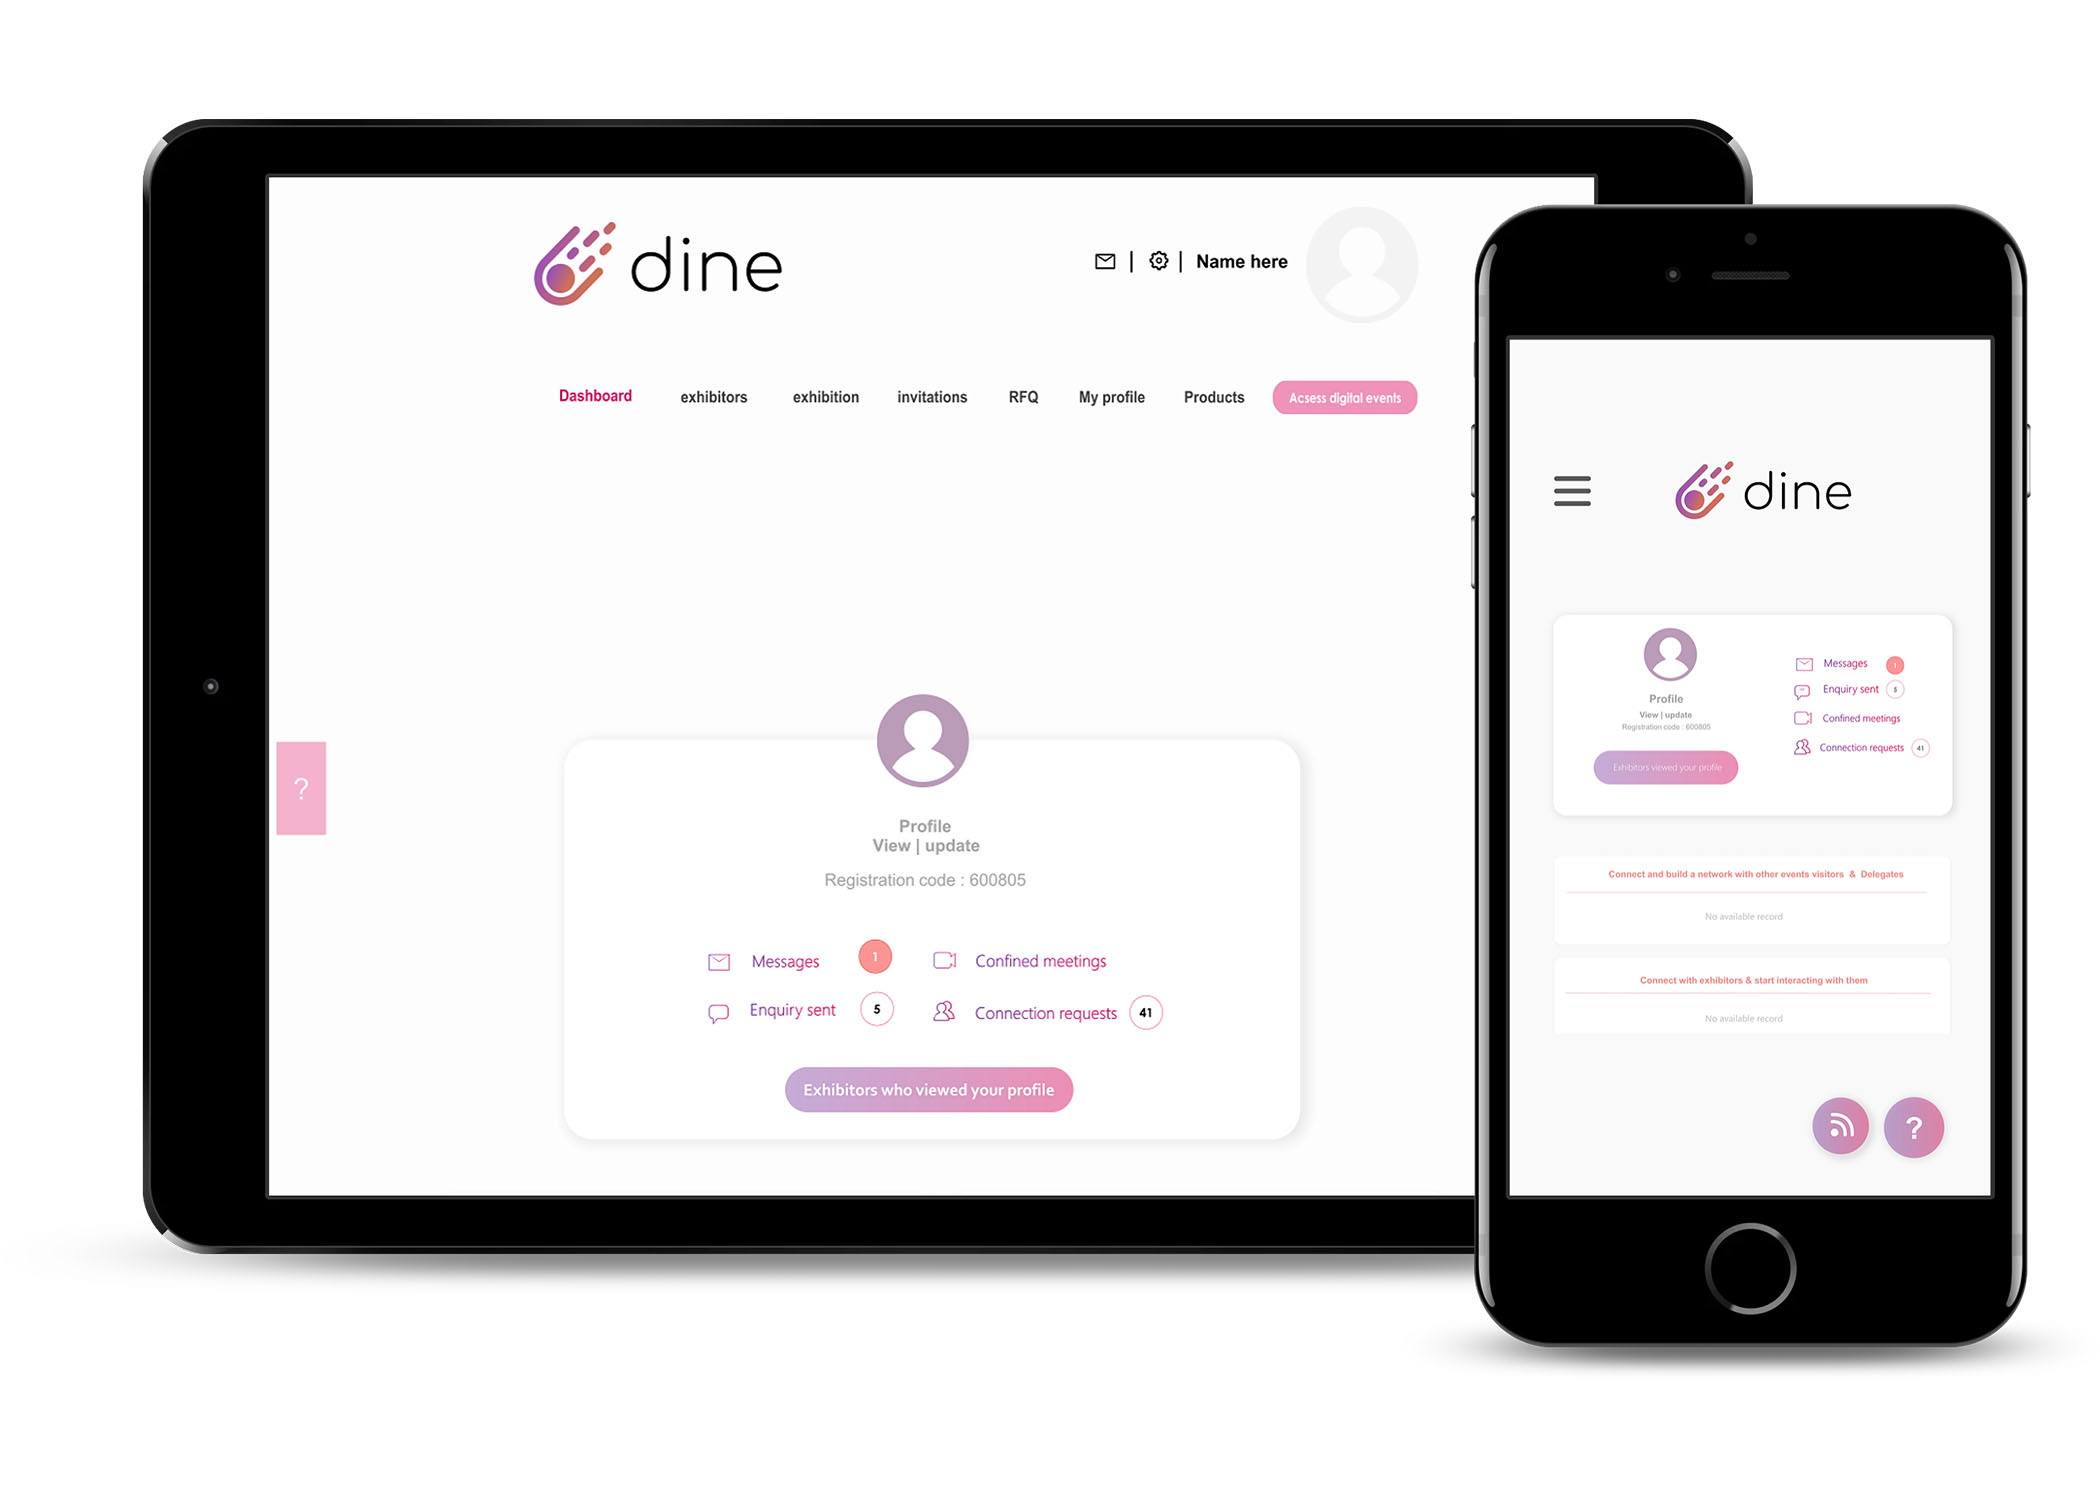 dine
Name here
Dashboard exhibitors exhibition invitations RFQ My profile Products Acsess digital events
?
Profile
View | update
Registration code : 600805
Messages 1 Confined meetings
Enquiry sent 5 Connection requests 41
Exhibitors who viewed your profile
dine
Profile
View | update
Registration code : 600805
Exhibitors viewed your profile
Messages 1
Enquiry sent 5
Confined meetings
Connection requests 41
Connect and build a network with other events visitors & Delegates
No available record
Connect with exhibitors & start interacting with them
No available record
?